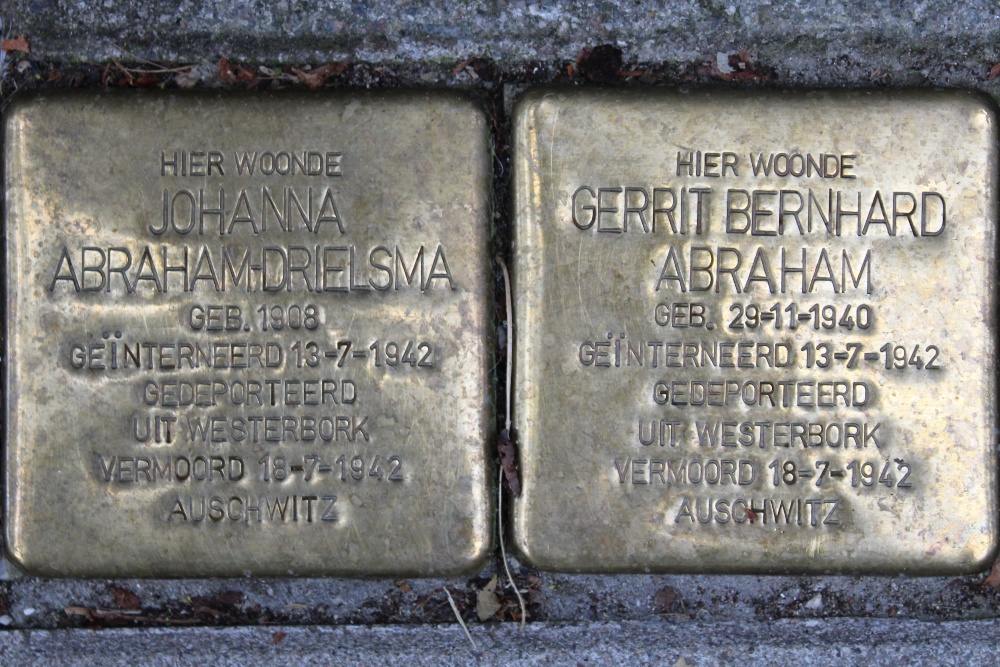 HIER WOONDE
JOHANNA
ABRAHAM-DRIELSMA
GEB. 1908
GEÏNTERNEERD 13-7-1942
GEDEPORTEERD
UIT WESTERBORK
VERMOORD 18-7-1942
AUSCHWITZ
HIER WOONDE
GERRIT BERNHARD
ABRAHAM
GEB. 29-11-1940
GEÏNTERNEERD 13-7-1942
GEDEPORTEERD
UIT WESTERBORK
VERMOORD 18-7-1942
AUSCHWITZ